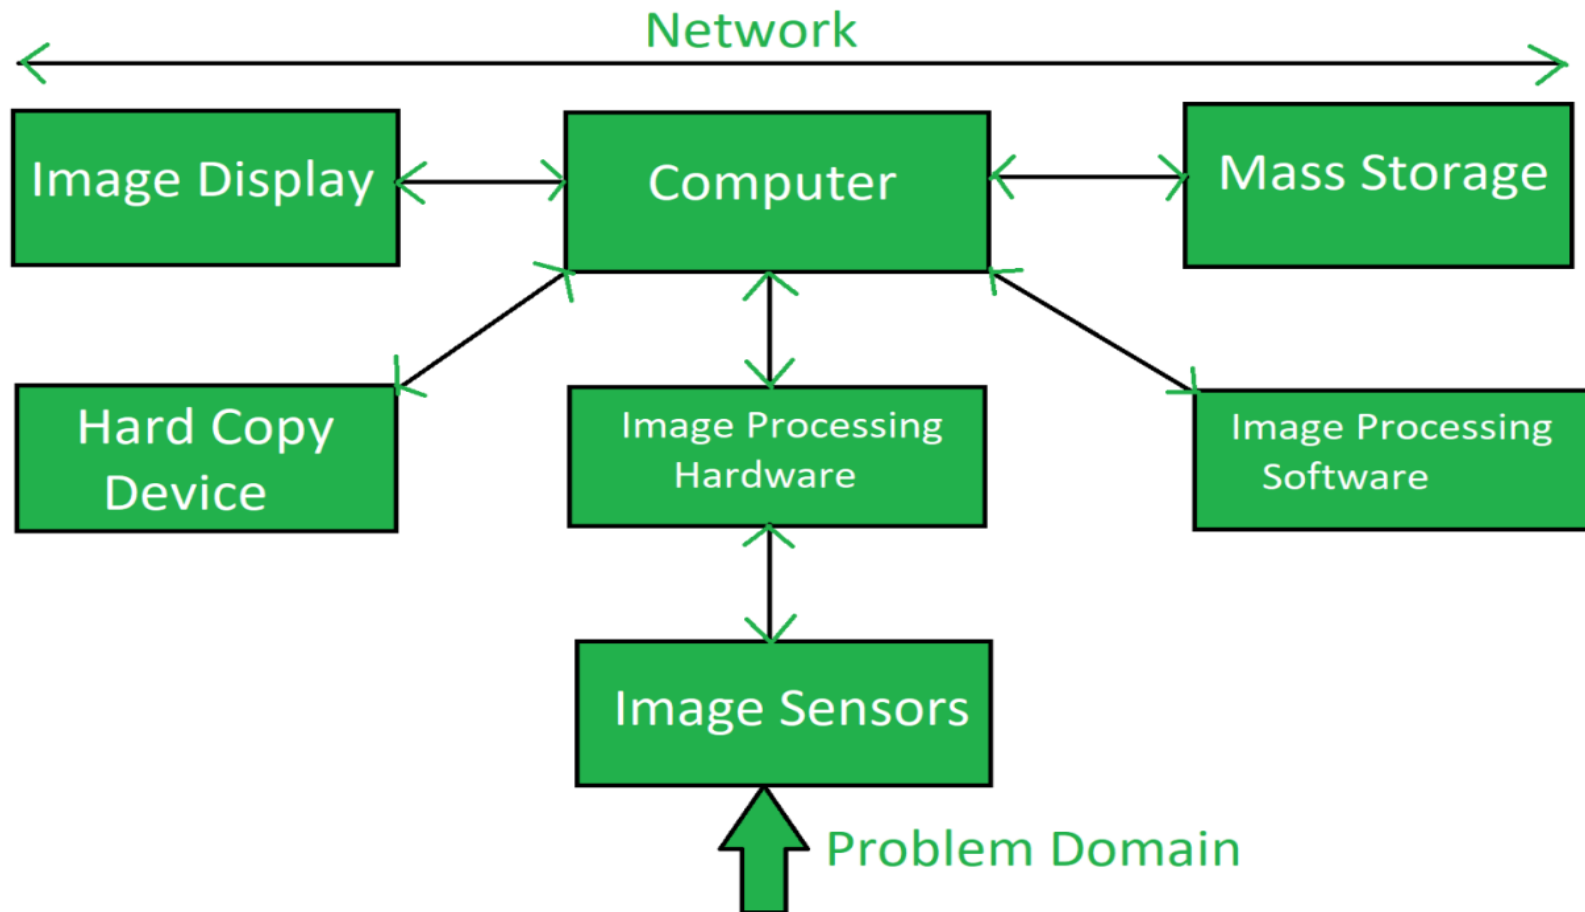 Network
Image Display
Computer
Mass Storage
Hard Copy
Device
Image Processing
Hardware
Image Processing
Software
Image Sensors
Problem Domain